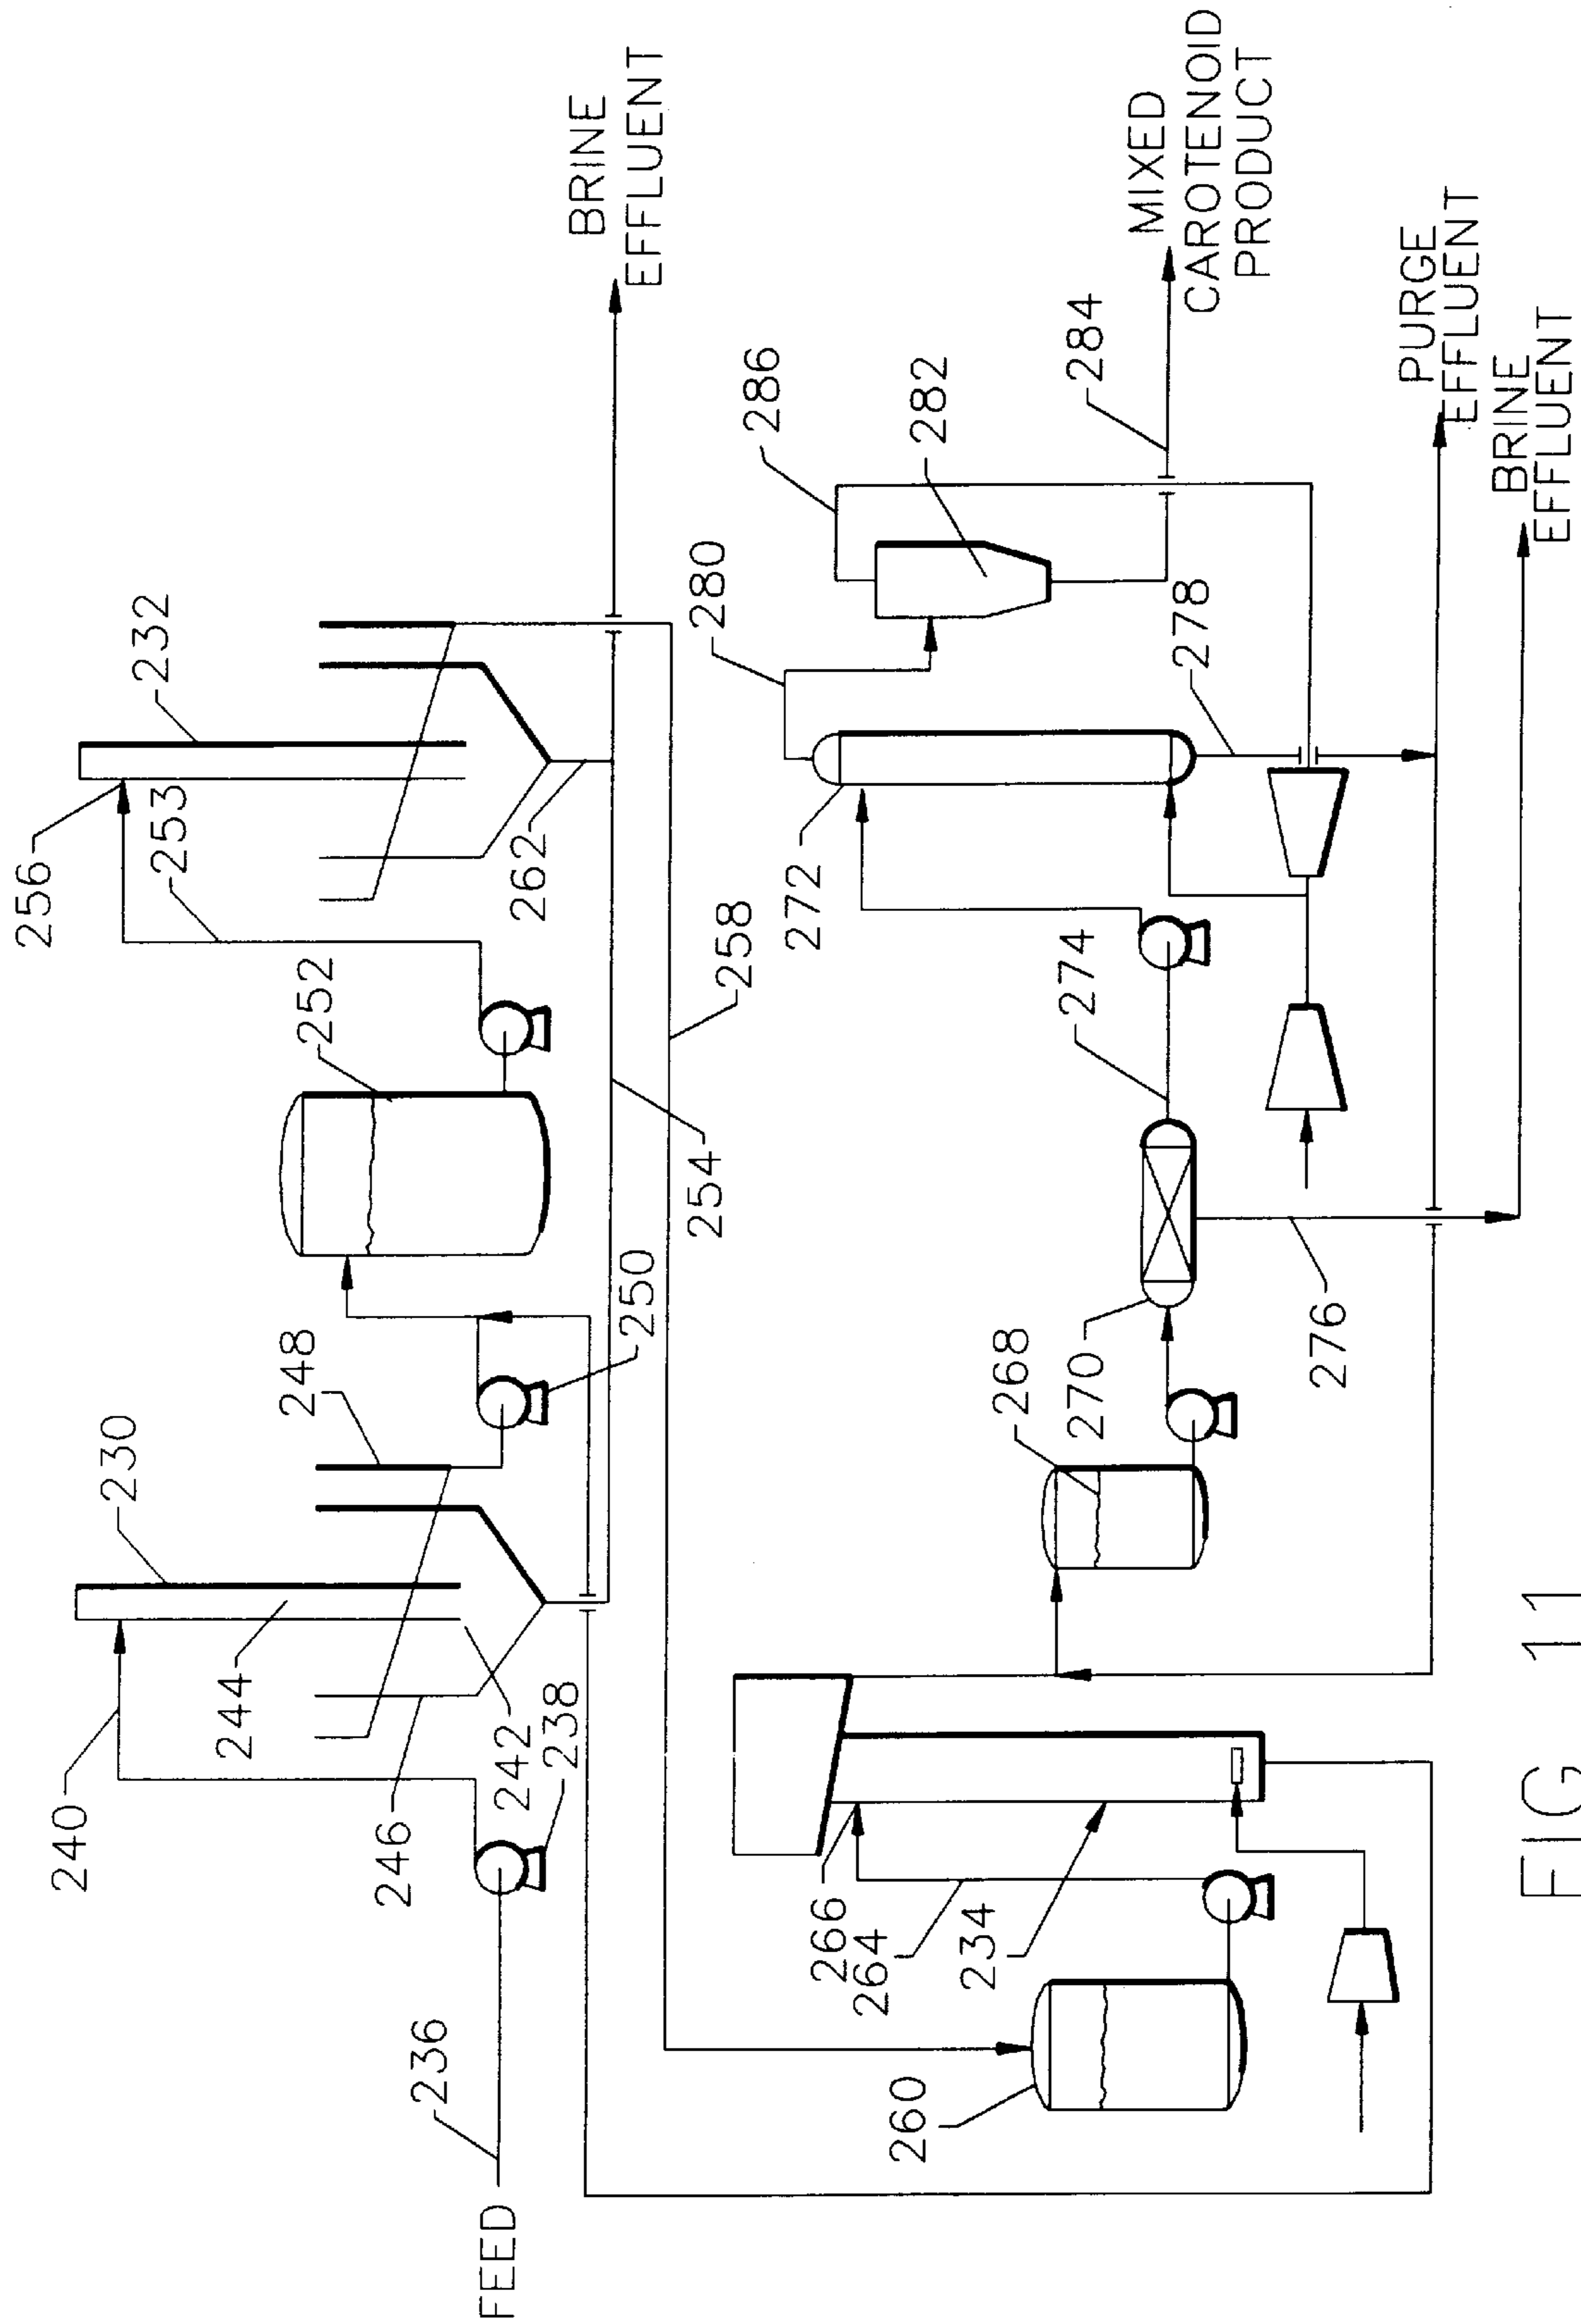 256
232
253
240
230
244
248
252
262
BRINE
EFFLUENT
246
242
238
250
254
258
FEED
236
286
280
282
272
278
284
MIXED
CAROTENOID
PRODUCT
266
264
234
268
270
274
276
260
PURGE
EFFLUENT
BRINE
EFFLUENT
FIG. 11